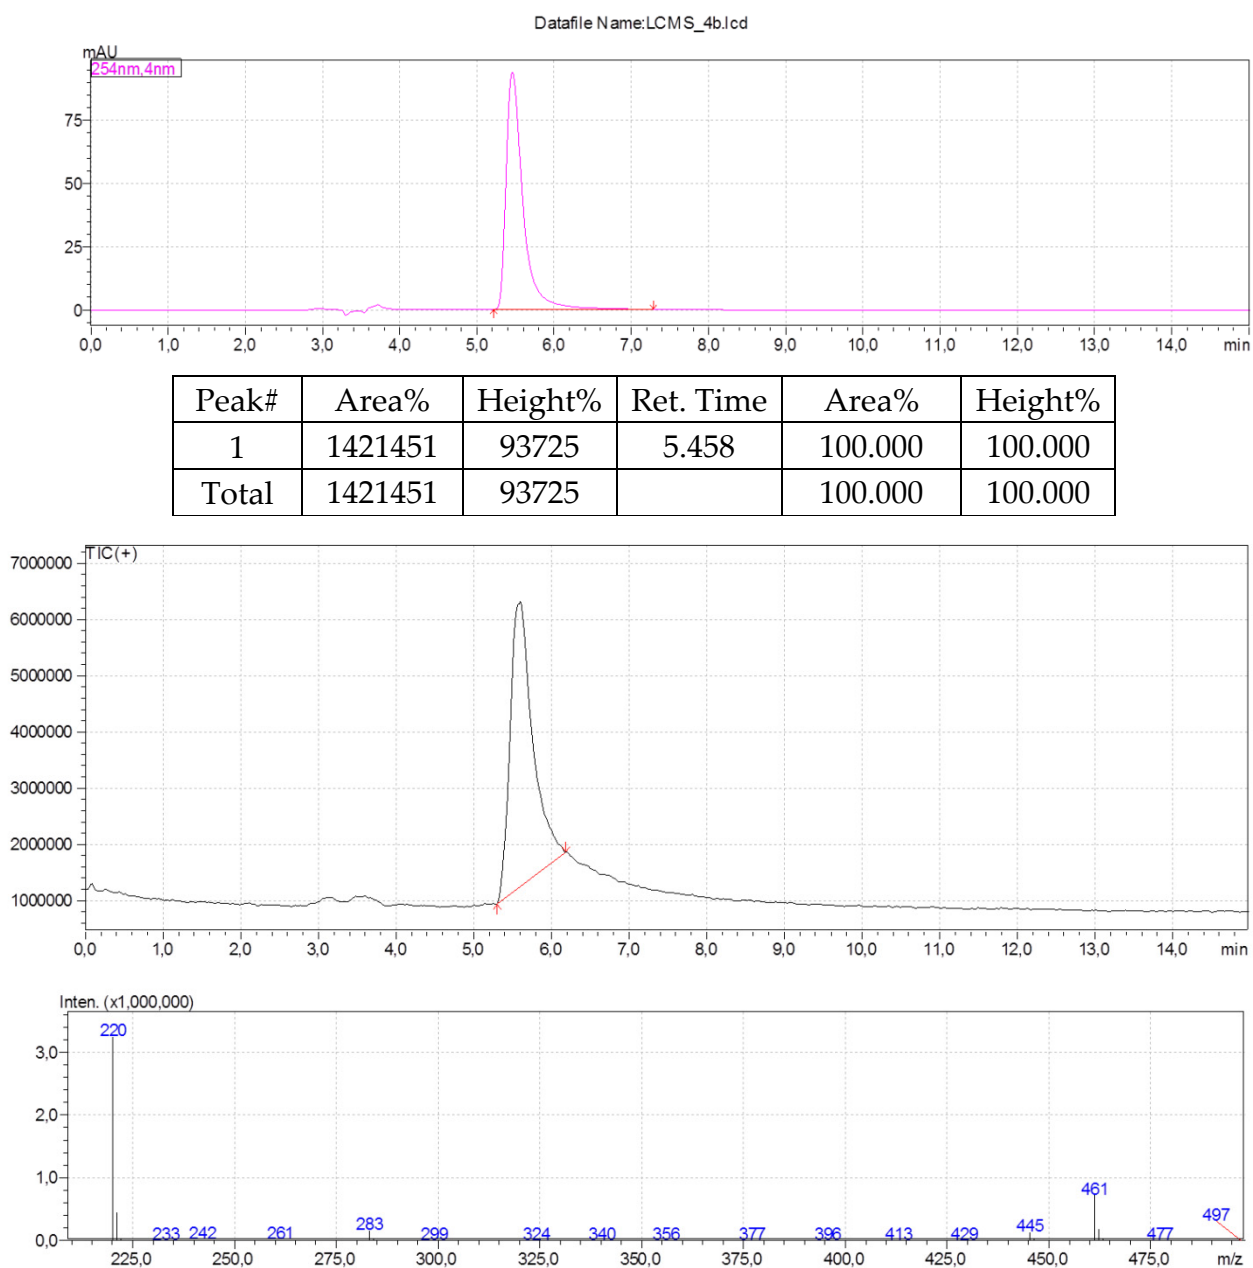 Datafile Name:LCMS_4b.lcd
mAU
254nm,4nm
75
50
25
0
0,0 1,0 2,0 3,0 4,0 5,0 6,0 7,0 8,0 9,0 10,0 11,0 12,0 13,0 14,0 min
Peak# Area% Height% Ret. Time Area% Height%
1 1421451 93725 5.458 100.000 100.000
Total 1421451 93725 100.000 100.000
TIC(+)
7000000
6000000
5000000
4000000
3000000
2000000
1000000
0,0 1,0 2,0 3,0 4,0 5,0 6,0 7,0 8,0 9,0 10,0 11,0 12,0 13,0 14,0 min
Inten. (x1,000,000)
220
3,0
2,0
1,0
461
497
0,0
233 242 261 283 299 324 340 356 377 396 413 429 445 477
225,0 250,0 275,0 300,0 325,0 350,0 375,0 400,0 425,0 450,0 475,0 m/z